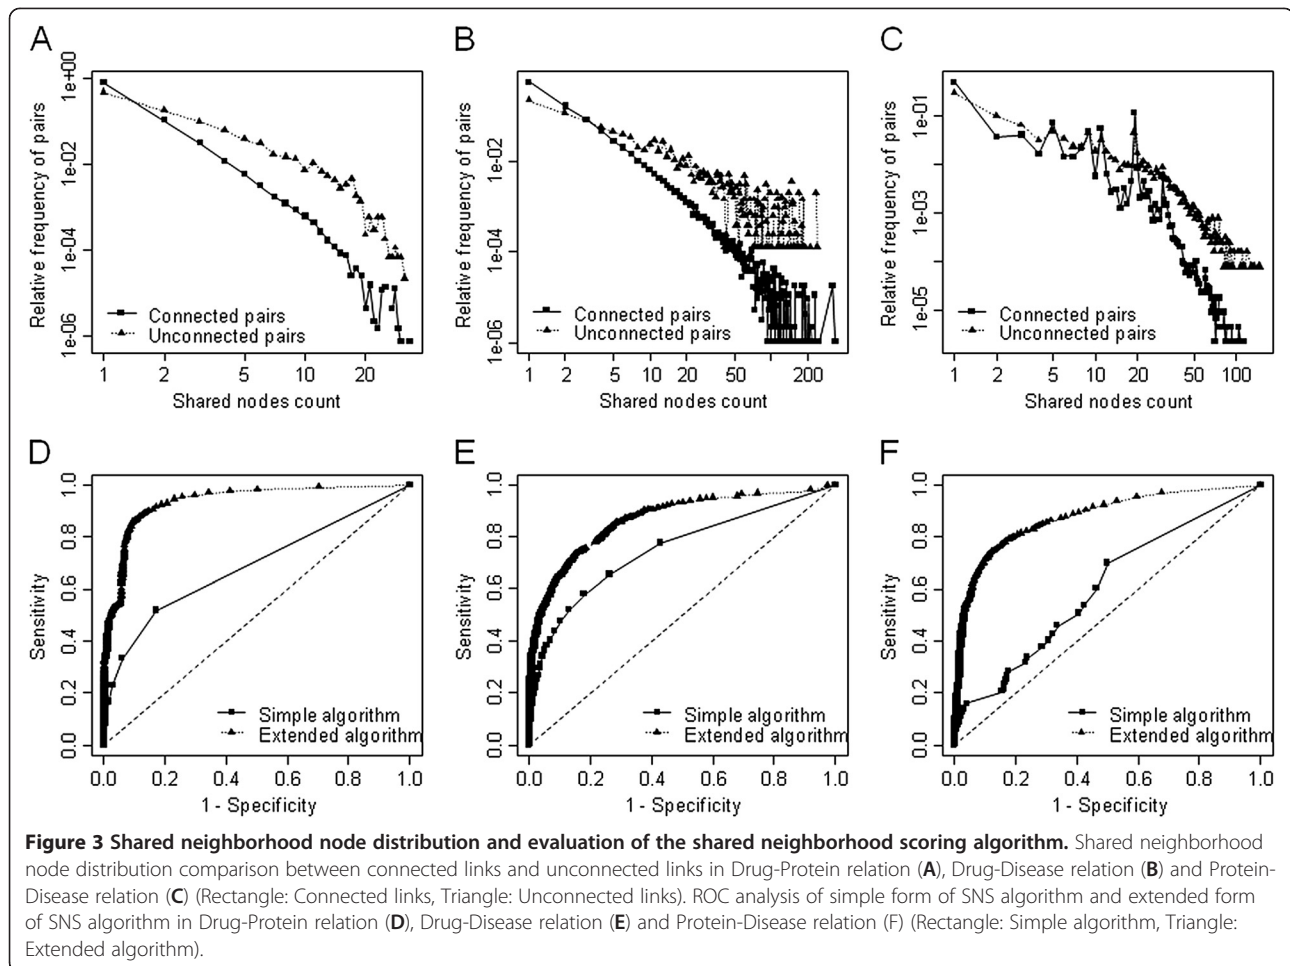 A
B
C
Relative frequency of pairs
1e+00
1e-02
1e-04
1e-06
Connected pairs
Unconnected pairs
1 2 5 10 20
Shared nodes count
Relative frequency of pairs
1e-02
1e-04
1e-06
Connected pairs
Unconnected pairs
1 2 5 10 20 50 200
Shared nodes count
Relative frequency of pairs
1e-01
1e-03
1e-05
Connected pairs
Unconnected pairs
1 2 5 10 20 50 100
Shared nodes count
D
E
F
Sensitivity
1.0
0.8
0.6
0.4
0.2
0.0
Simple algorithm
Extended algorithm
0.0 0.2 0.4 0.6 0.8 1.0
1 - Specificity
Sensitivity
1.0
0.8
0.6
0.4
0.2
0.0
Simple algorithm
Extended algorithm
0.0 0.2 0.4 0.6 0.8 1.0
1 - Specificity
Sensitivity
1.0
0.8
0.6
0.4
0.2
0.0
Simple algorithm
Extended algorithm
0.0 0.2 0.4 0.6 0.8 1.0
1 - Specificity
Figure 3 Shared neighborhood node distribution and evaluation of the shared neighborhood scoring algorithm. Shared neighborhood
node distribution comparison between connected links and unconnected links in Drug-Protein relation (A), Drug-Disease relation (B) and Protein-
Disease relation (C) (Rectangle: Connected links, Triangle: Unconnected links). ROC analysis of simple form of SNS algorithm and extended form
of SNS algorithm in Drug-Protein relation (D), Drug-Disease relation (E) and Protein-Disease relation (F) (Rectangle: Simple algorithm, Triangle:
Extended algorithm).